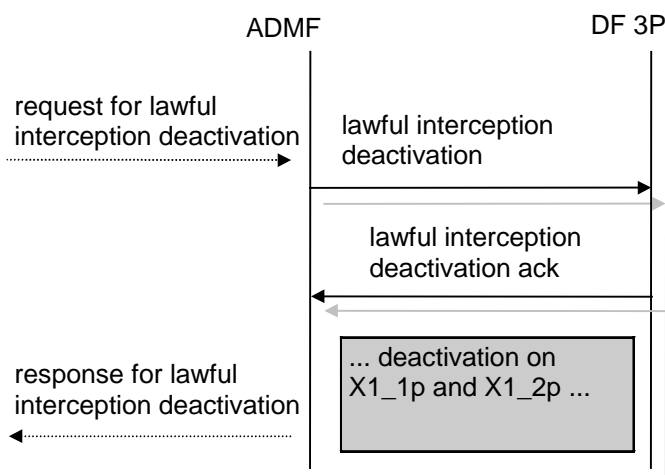 ADMF
DF 3P
request for lawful
interception deactivation
lawful interception
deactivation
lawful interception
deactivation ack
... deactivation on
X1_1p and X1_2p ...
response for lawful
interception deactivation